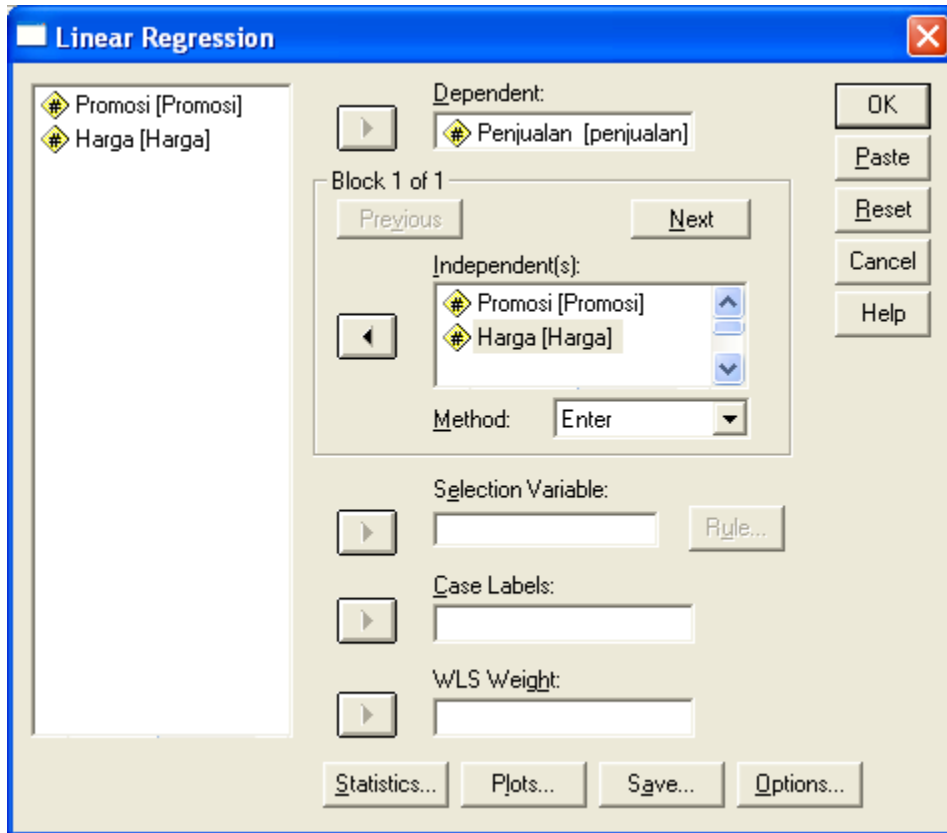 Linear Regression
Promosi [Promosi]
Harga [Harga]
Dependent:
Penjualan [penjualan]
Block 1 of 1
Previous
Next
Independent(s):
Promosi [Promosi]
Harga [Harga]
Method:
Enter
Selection Variable:
Rule...
Case Labels:
WLS Weight:
Statistics...
Plots...
Save...
Options...
OK
Paste
Reset
Cancel
Help